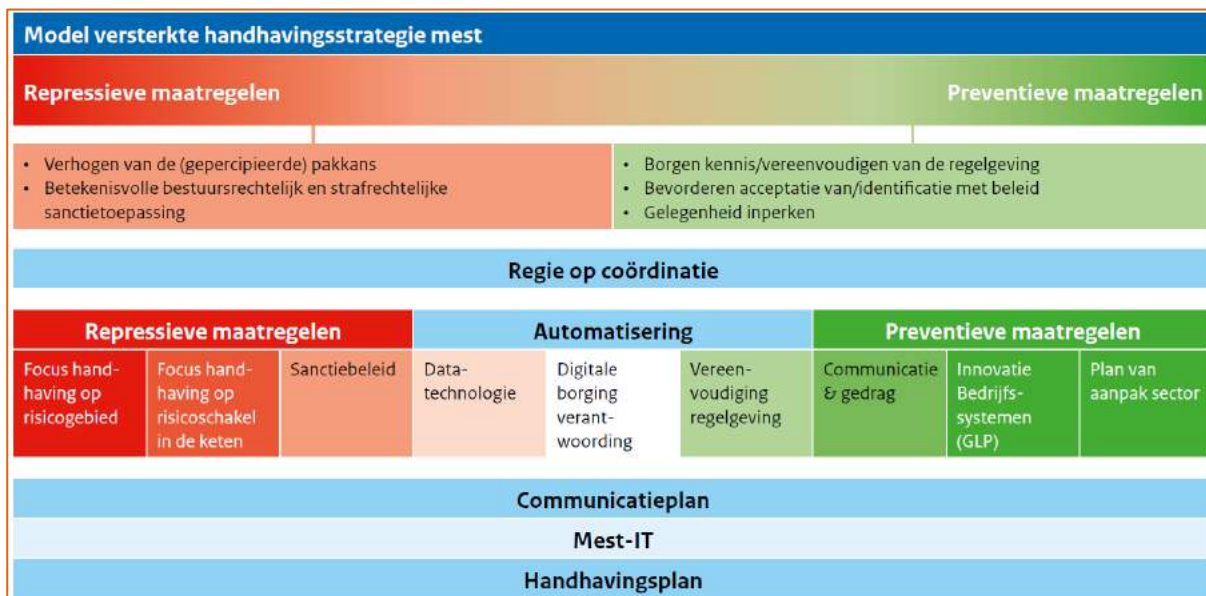 Model versterkte handhavingsstrategie mest
Repressieve maatregelen
Preventieve maatregelen
• Verhogen van de (gepercipieerde) pakkans
• Betekenisvolle bestuursrechtelijk en strafrechtelijke
sanctietoepassing
• Borgen kennis/vereenvoudigen van de regelgeving
• Bevorderen acceptatie van/identificatie met beleid
• Gelegenheid inperken
Regie op coördinatie
Repressieve maatregelen
Automatisering
Preventieve maatregelen
Focus hand-
having op
risicogebied
Focus hand-
having op
risicoschakel
in de keten
Sanctiebeleid
Data-
technologie
Digitale
borging
verant-
woording
Vereen-
voudiging
regelgeving
Communicatie
& gedrag
Innovatie
Bedrijfs-
systemen
(GLP)
Plan van
aanpak sector
Communicatieplan
Mest-IT
Handhavingsplan